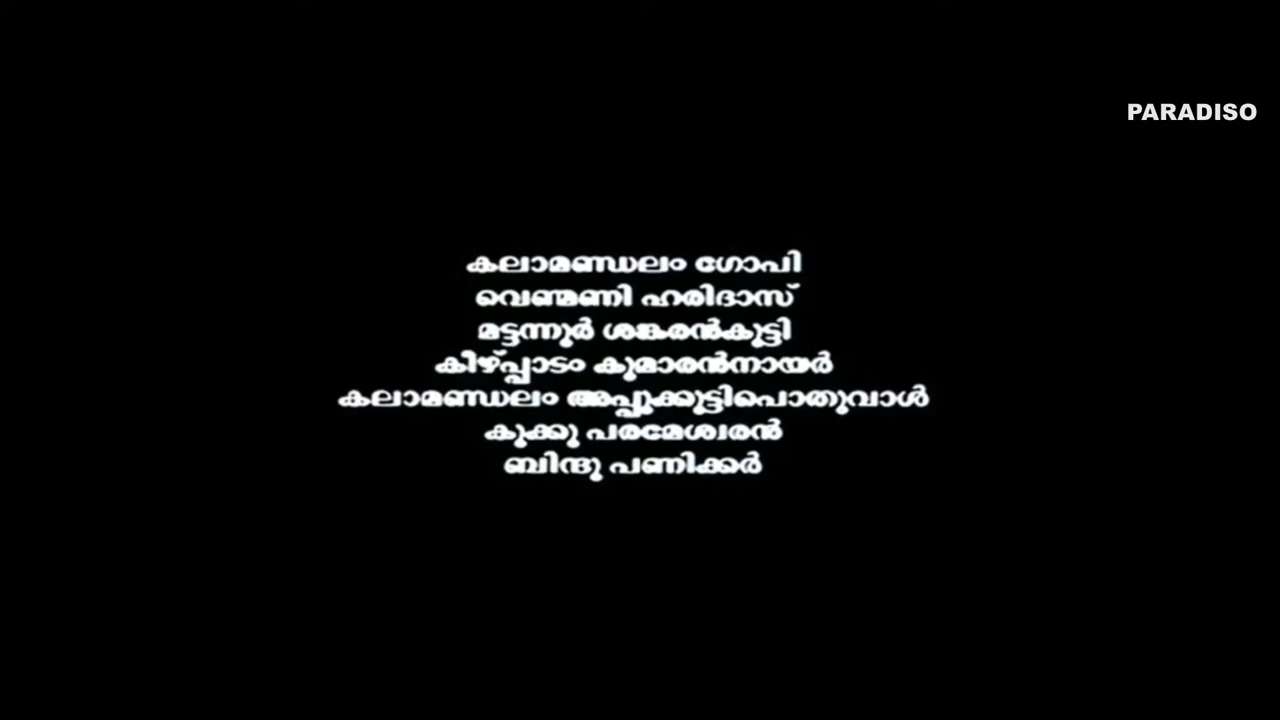 PARADISO
കലാമണ്ഡലം ഗോപി
വെണ്മണി ഹരിദാസ്
മട്ടന്നൂർ ശങ്കരൻകുട്ടി
കീഴ്പ്പാടം കുമാരൻനായർ
കലാമണ്ഡലം അപ്പുക്കുട്ടിപൊതുവാൾ
കുക്കു പരമേശ്വരൻ
ബിന്ദു പണിക്കർ